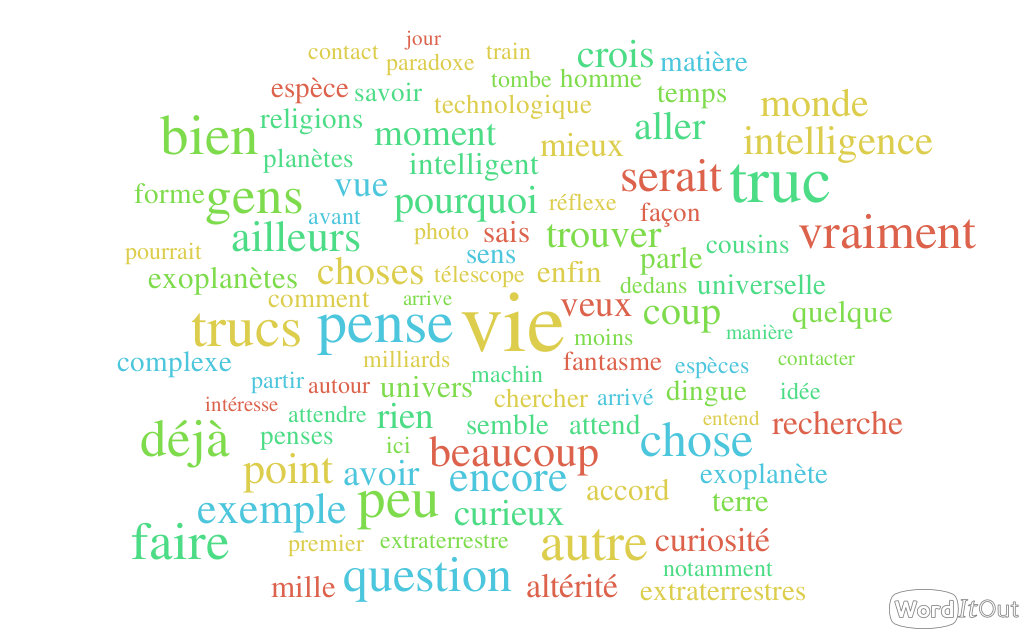 jour
contact paradoxe train crois matière
espèce savoir tombe homme temps
technologique monde
religions moment aller
bien planètes intelligent mieux intelligence
forme gens vue pourquoi réflexe serait truc
avant façon
ailleurs photo sais trouver cousins vraiment
pourrait sens parle
exoplanètes choses télescope enfin dedans universelle
comment arrive veux coup quelque
trucs pense vie moins manière
complexe milliards fantasme espèces contacter
partir autour univers machin dingue idée
intéresse attendre chercher arrivé
rien semble attend entend recherche
déjà penses ici beaucoup chose
point avoir encore exoplanète
exemple peu accord terre
curieux
faire premier extraterrestre autre curiosité
notamment
mille question altérité extraterrestres
WordItOut